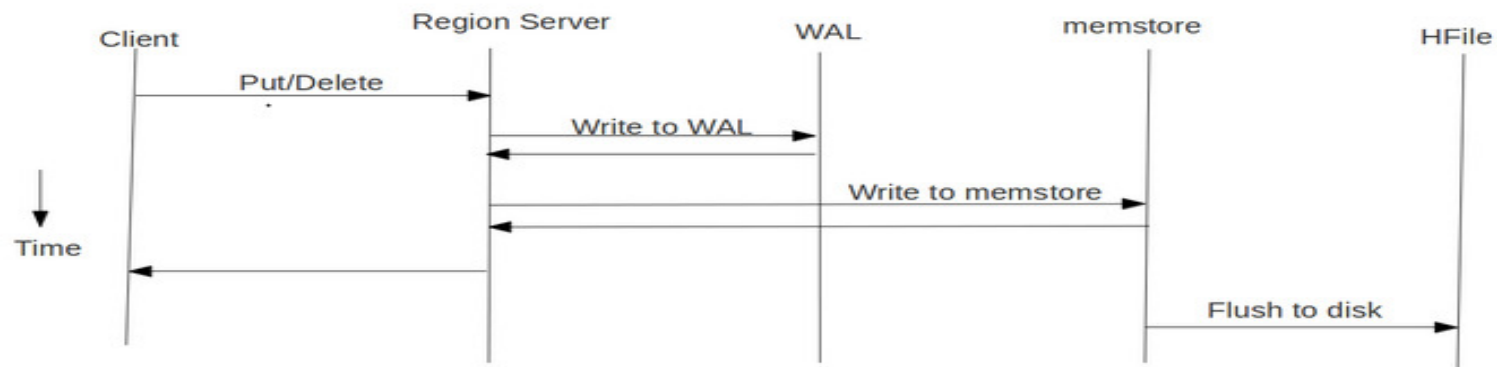 Client
Region Server
WAL
memstore
HFile
Put/Delete
Write to WAL
Write to memstore
Time
Flush to disk